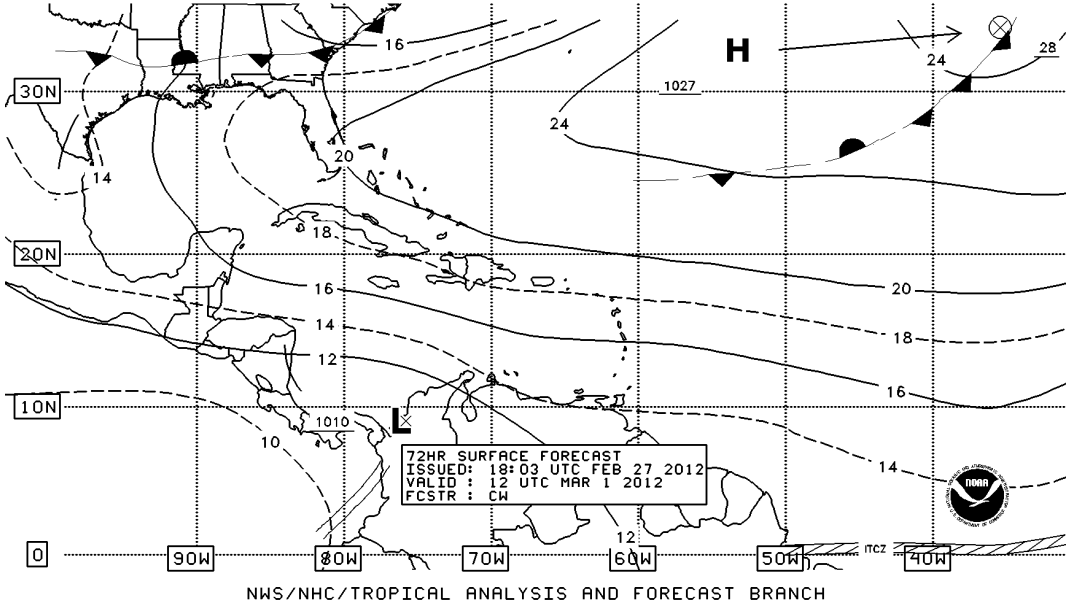 16
H
24
28
30N
1027
24
20
14
18
20N
16
20
14
18
12
16
10N
1010
L
10
14
72HR SURFACE FORECAST
ISSUED: 18:03 UTC FEB 27 2012
VALID : 12 UTC MAR 1 2012
FCSTR : CW
NOAA
12
ITCZ
0
90W
80W
70W
60W
50W
40W
NWS/NHC/TROPICAL ANALYSIS AND FORECAST BRANCH